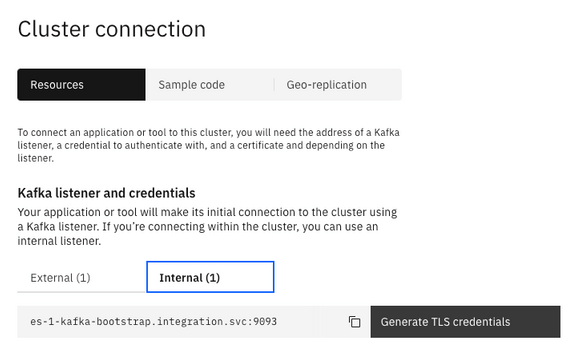 Cluster connection
Resources
Sample code
Geo-replication
To connect an application or tool to this cluster, you will need the address of a Kafka
listener, a credential to authenticate with, and a certificate and depending on the
listener.
Kafka listener and credentials
Your application or tool will make its initial connection to the cluster using
a Kafka listener. If you’re connecting within the cluster, you can use an
internal listener.
External (1)
Internal (1)
es-1-kafka-bootstrap.integration.svc:9093
Generate TLS credentials